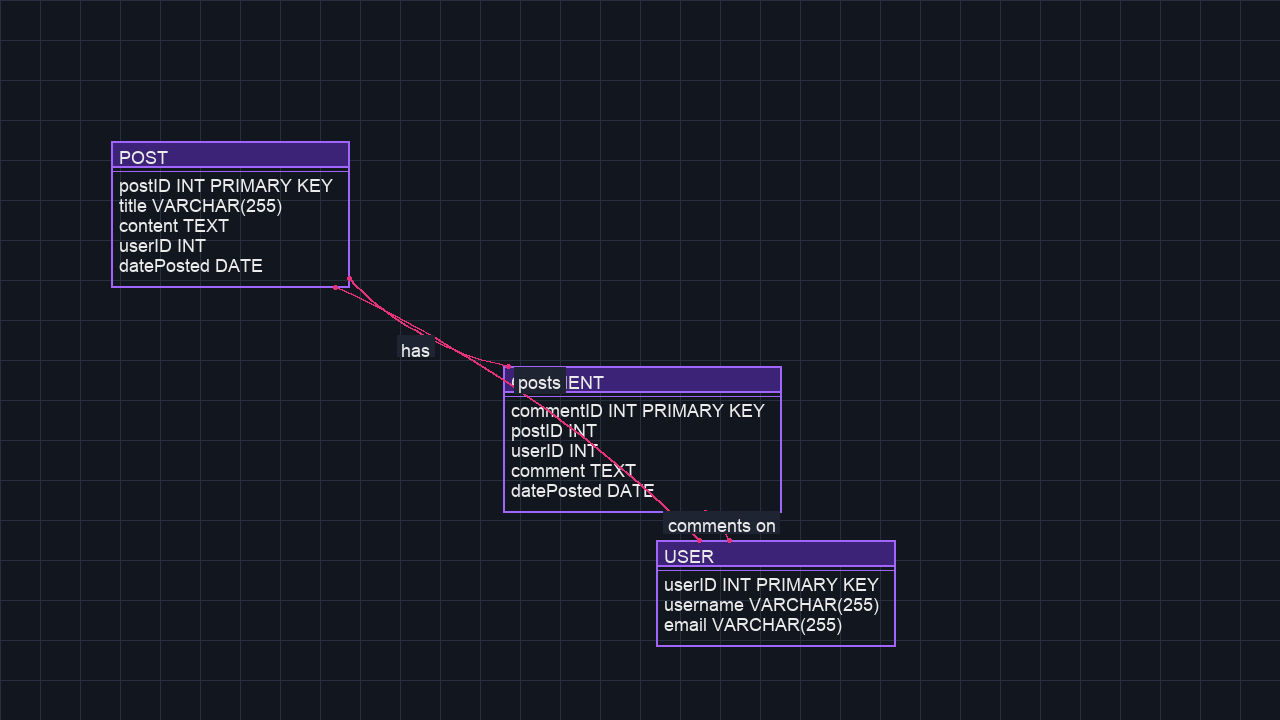 POST
postID INT PRIMARY KEY
title VARCHAR(255)
content TEXT
userID INT
datePosted DATE
has
posts
ENT
commentID INT PRIMARY KEY
postID INT
userID INT
comment TEXT
datePosted DATE
comments on
USER
userID INT PRIMARY KEY
username VARCHAR(255)
email VARCHAR(255)